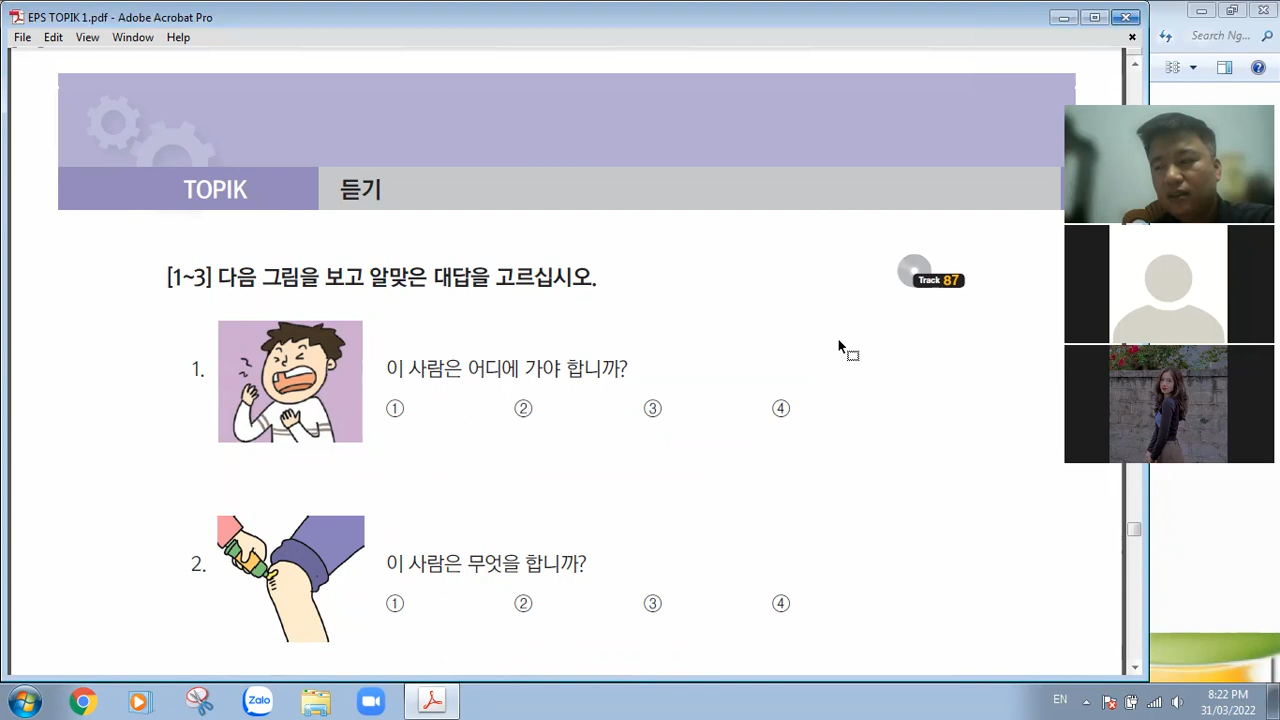 EPS TOPIK 1.pdf - Adobe Acrobat Pro
File Edit View Window Help
Search Ng...
TOPIK 듣기
[1~3] 다음 그림을 보고 알맞은 대답을 고르십시오.
Track 87
1. 이 사람은 어디에 가야 합니까?
① ② ③ ④
2. 이 사람은 무엇을 합니까?
① ② ③ ④
Zalo
EN
8:22 PM
31/03/2022